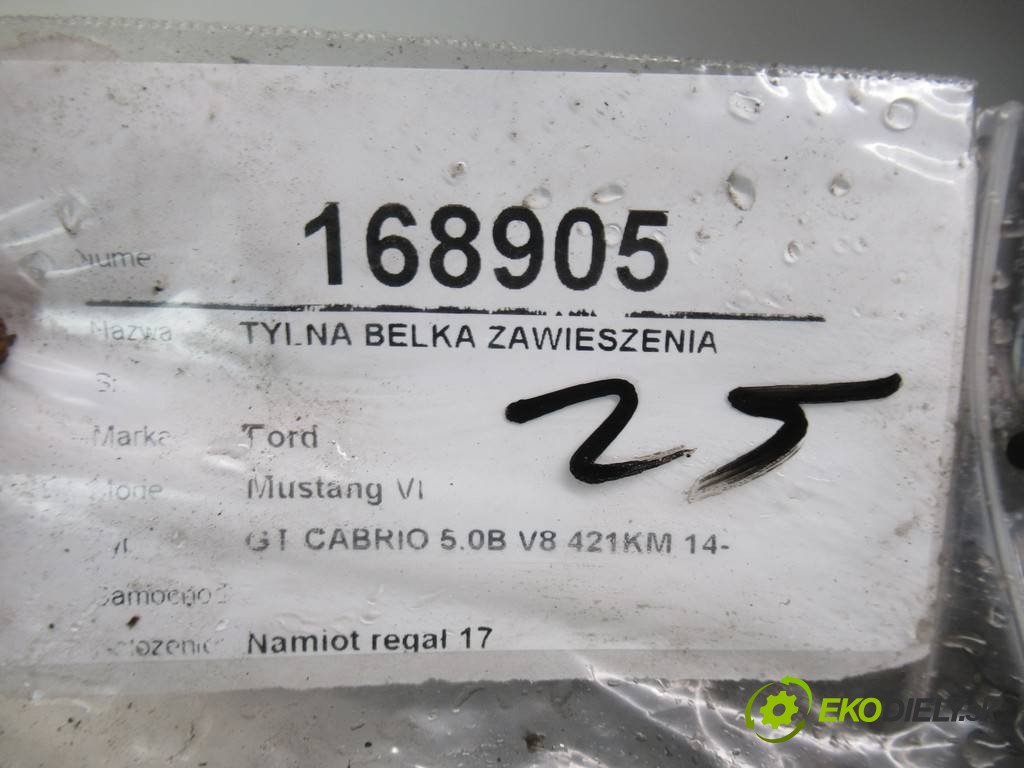 168905
Nazwa TYLNA BELKA ZAWIESZENIA
25
Marka Ford
Mustang VI
GT CABRIO 5.0B V8 421KM 14-
Namiot regał 17
EKODIELY.SK